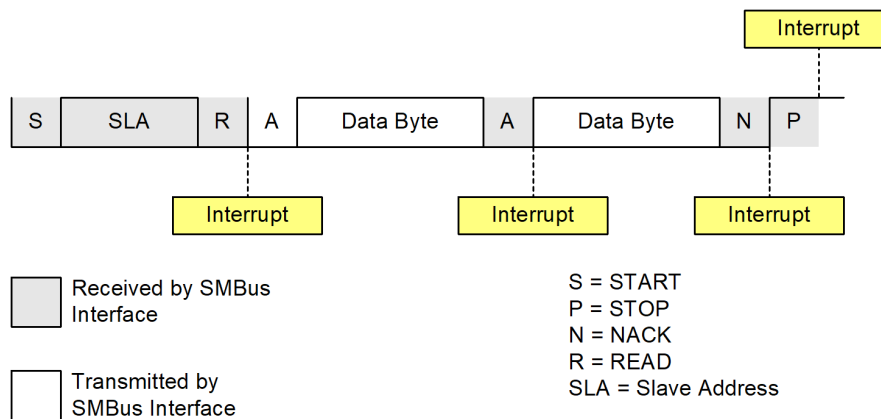 Interrupt
S SLA R A Data Byte A Data Byte N P
Interrupt Interrupt Interrupt
Received by SMBus
Interface
Transmitted by
SMBus Interface
S = START
P = STOP
N = NACK
R = READ
SLA = Slave Address